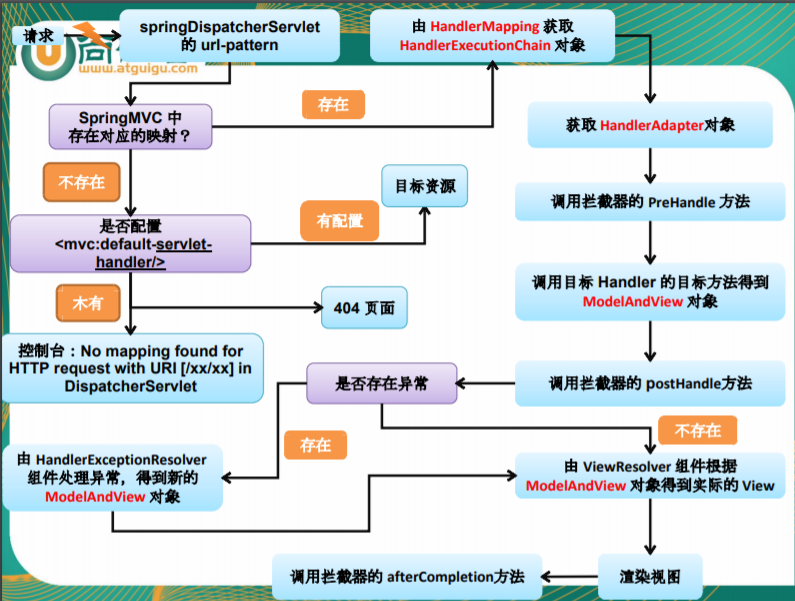 请求
springDispatcherServlet
的 url-pattern
由 HandlerMapping 获取
HandlerExecutionChain 对象
www.atguigu.com
SpringMVC 中
存在对应的映射？
存在
获取 HandlerAdapter对象
不存在
目标资源
调用拦截器的 PreHandle 方法
是否配置
<mvc:default-servlet-
handler/>
有配置
调用目标 Handler 的目标方法得到
ModelAndView 对象
木有
404 页面
控制台：No mapping found for
HTTP request with URI [/xx/xx] in
DispatcherServlet
是否存在异常
调用拦截器的 postHandle方法
存在
不存在
由 HandlerExceptionResolver
组件处理异常，得到新的
ModelAndView 对象
由 ViewResolver 组件根据
ModelAndView 对象得到实际的 View
调用拦截器的 afterCompletion方法
渲染视图